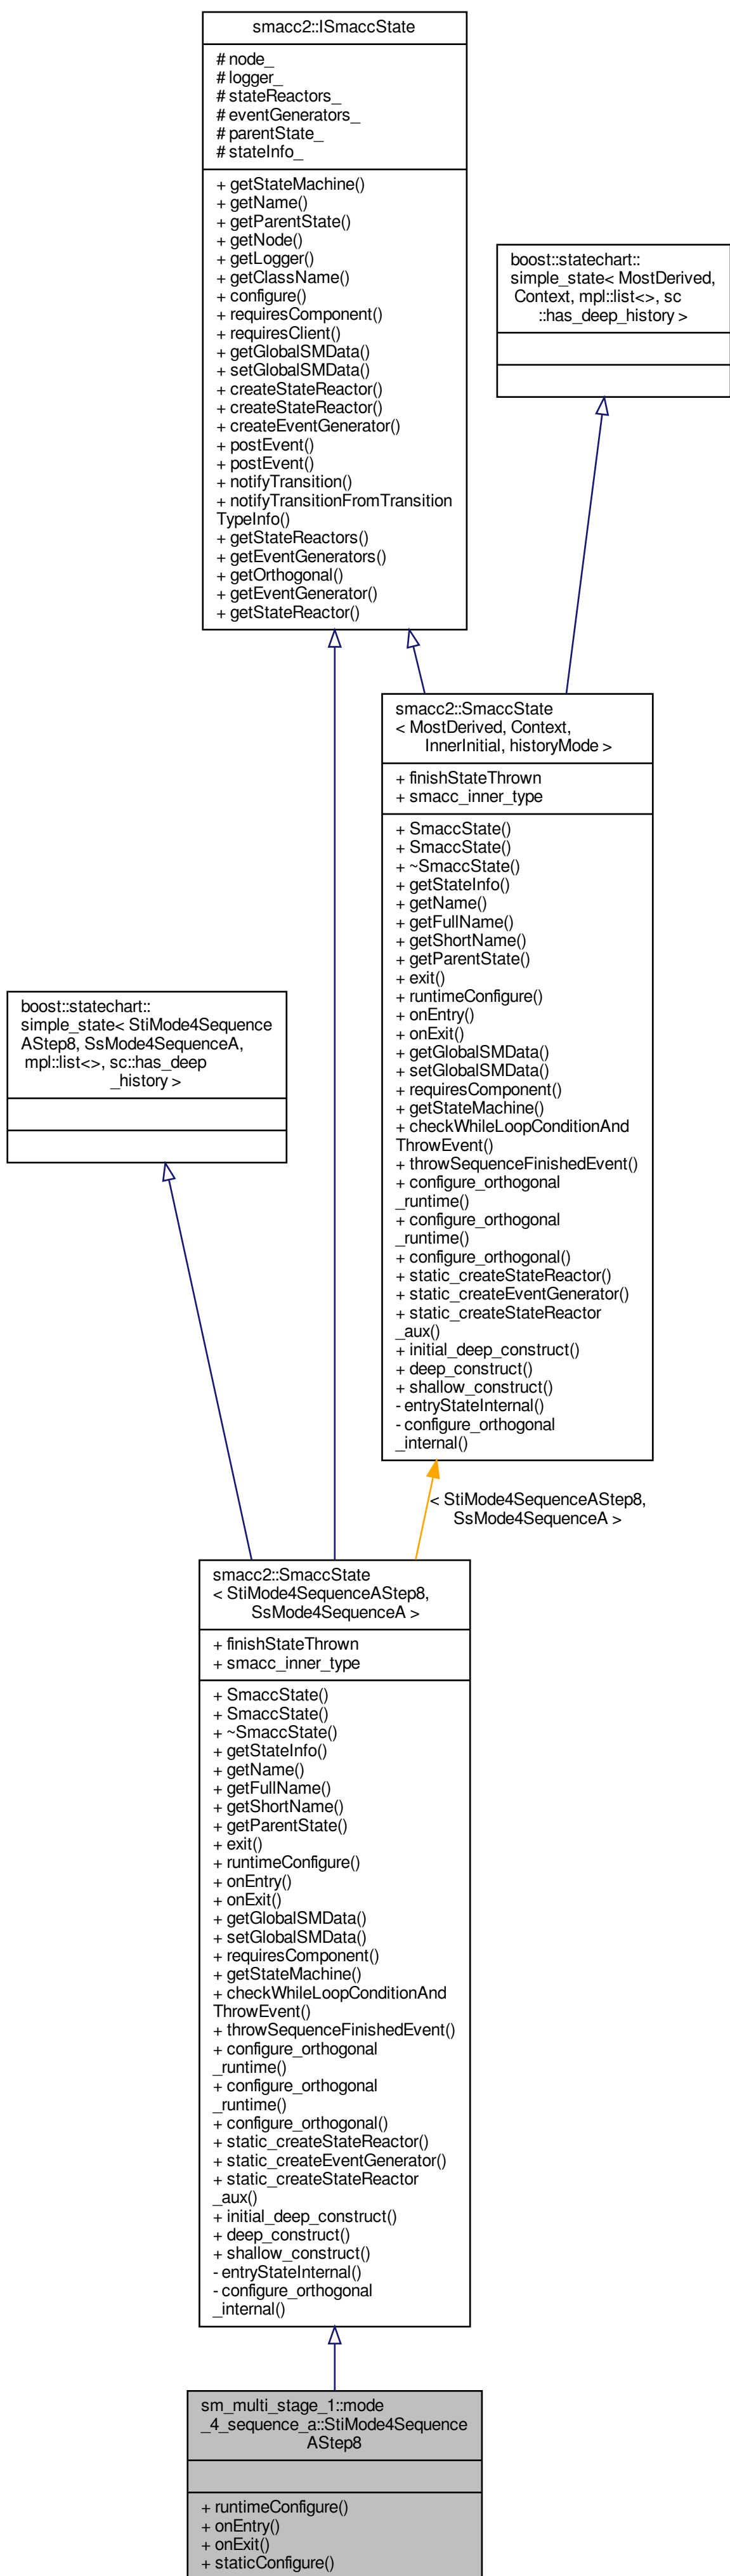 smacc2::ISmaccState
# node_
# logger_
# stateReactors_
# eventGenerators_
# parentState_
# stateInfo_
+ getStateMachine()
+ getName()
+ getParentState()
+ getNode()
+ getLogger()
+ getClassName()
+ configure()
+ requiresComponent()
+ requiresClient()
+ getGlobalSMData()
+ setGlobalSMData()
+ createStateReactor()
+ createStateReactor()
+ createEventGenerator()
+ postEvent()
+ postEvent()
+ notifyTransition()
+ notifyTransitionFromTransition
TypeInfo()
+ getStateReactors()
+ getEventGenerators()
+ getOrthogonal()
+ getEventGenerator()
+ getStateReactor()
boost::statechart::
simple_state< MostDerived,
Context, mpl::list<>, sc
::has_deep_history >
smacc2::SmaccState
< MostDerived, Context,
InnerInitial, historyMode >
+ finishStateThrown
+ smacc_inner_type
+ SmaccState()
+ SmaccState()
+ ~SmaccState()
+ getStateInfo()
+ getName()
+ getFullName()
+ getShortName()
+ getParentState()
+ exit()
+ runtimeConfigure()
+ onEntry()
+ onExit()
+ getGlobalSMData()
+ setGlobalSMData()
+ requiresComponent()
+ getStateMachine()
+ checkWhileLoopConditionAnd
ThrowEvent()
+ throwSequenceFinishedEvent()
+ configure_orthogonal
_runtime()
+ configure_orthogonal
_runtime()
+ configure_orthogonal()
+ static_createStateReactor()
+ static_createEventGenerator()
+ static_createStateReactor
_aux()
+ initial_deep_construct()
+ deep_construct()
+ shallow_construct()
- entryStateInternal()
- configure_orthogonal
_internal()
boost::statechart::
simple_state< StiMode4Sequence
AStep8, SsMode4SequenceA,
mpl::list<>, sc::has_deep
_history >
< StiMode4SequenceAStep8,
SsMode4SequenceA >
smacc2::SmaccState
< StiMode4SequenceAStep8,
SsMode4SequenceA >
+ finishStateThrown
+ smacc_inner_type
+ SmaccState()
+ SmaccState()
+ ~SmaccState()
+ getStateInfo()
+ getName()
+ getFullName()
+ getShortName()
+ getParentState()
+ exit()
+ runtimeConfigure()
+ onEntry()
+ onExit()
+ getGlobalSMData()
+ setGlobalSMData()
+ requiresComponent()
+ getStateMachine()
+ checkWhileLoopConditionAnd
ThrowEvent()
+ throwSequenceFinishedEvent()
+ configure_orthogonal
_runtime()
+ configure_orthogonal
_runtime()
+ configure_orthogonal()
+ static_createStateReactor()
+ static_createEventGenerator()
+ static_createStateReactor
_aux()
+ initial_deep_construct()
+ deep_construct()
+ shallow_construct()
- entryStateInternal()
- configure_orthogonal
_internal()
sm_multi_stage_1::mode
_4_sequence_a::StiMode4Sequence
AStep8
+ runtimeConfigure()
+ onEntry()
+ onExit()
+ staticConfigure()